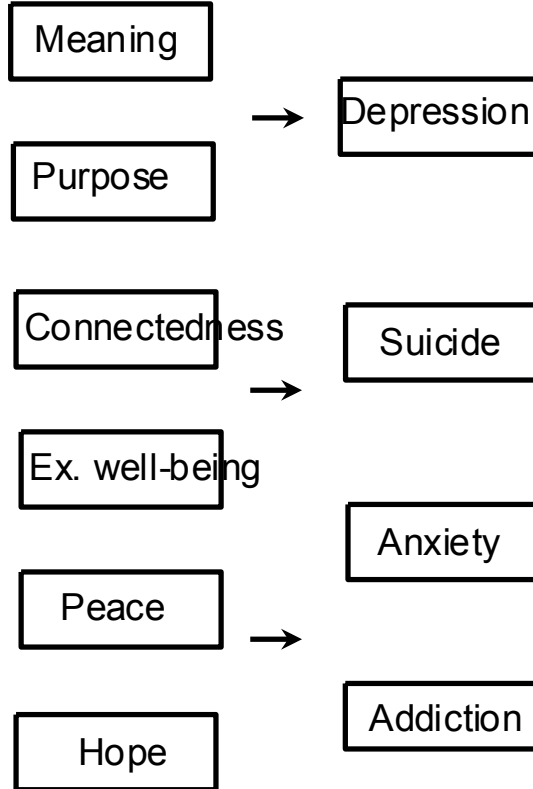 Meaning
Purpose
Connectedness
Ex. well-being
Peace
Hope
Depression
Suicide
Anxiety
Addiction